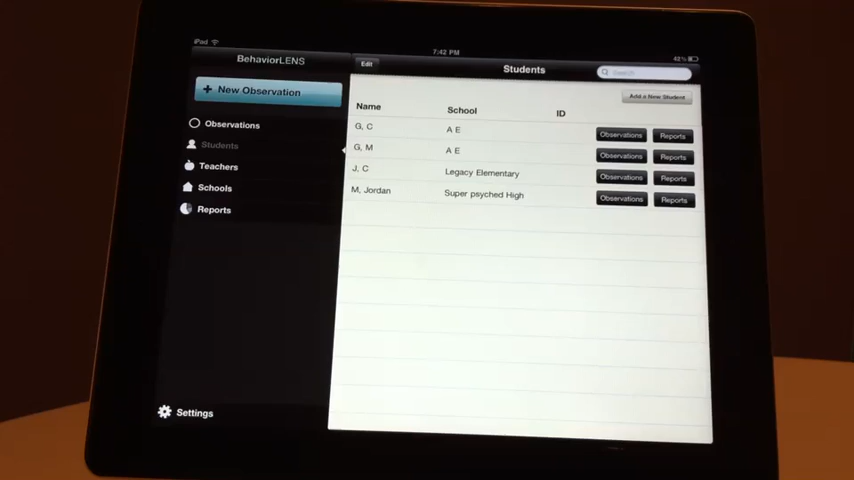 iPad
7:42 PM
42%
BehaviorLENS
Edit
Students
Search
+ New Observation
Add a New Student
Observations
Students
Teachers
Schools
Reports
Settings
Name School ID
G, C A E Observations Reports
G, M A E Observations Reports
J, C Legacy Elementary Observations Reports
M, Jordan Super psyched High Observations Reports